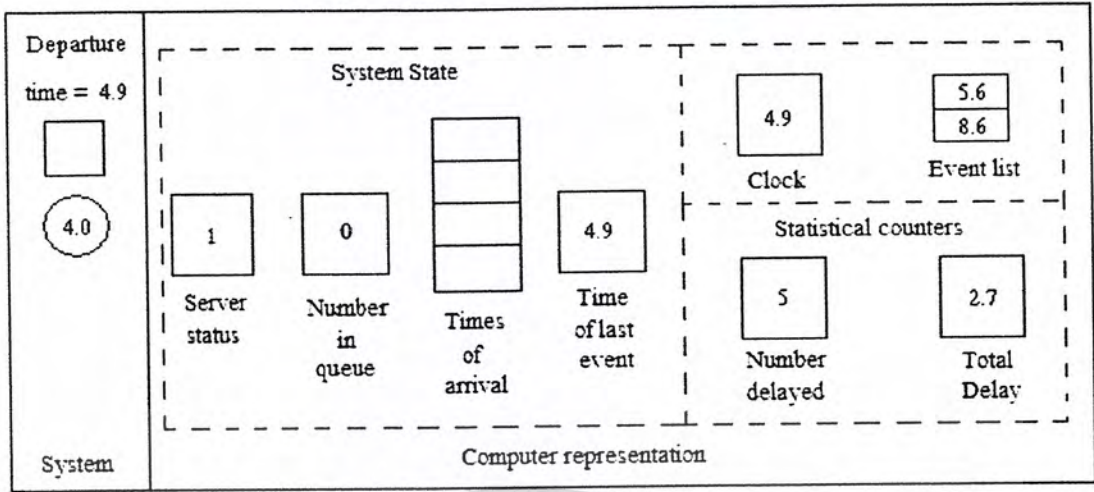 Departure
time = 4.9
4.0
System
System State
1
Server
status
0
Number
in
queue
Times
of
arrival
4.9
Time
of last
event
4.9
Clock
5.6
8.6
Event list
Statistical counters
5
Number
delayed
2.7
Total
Delay
Computer representation